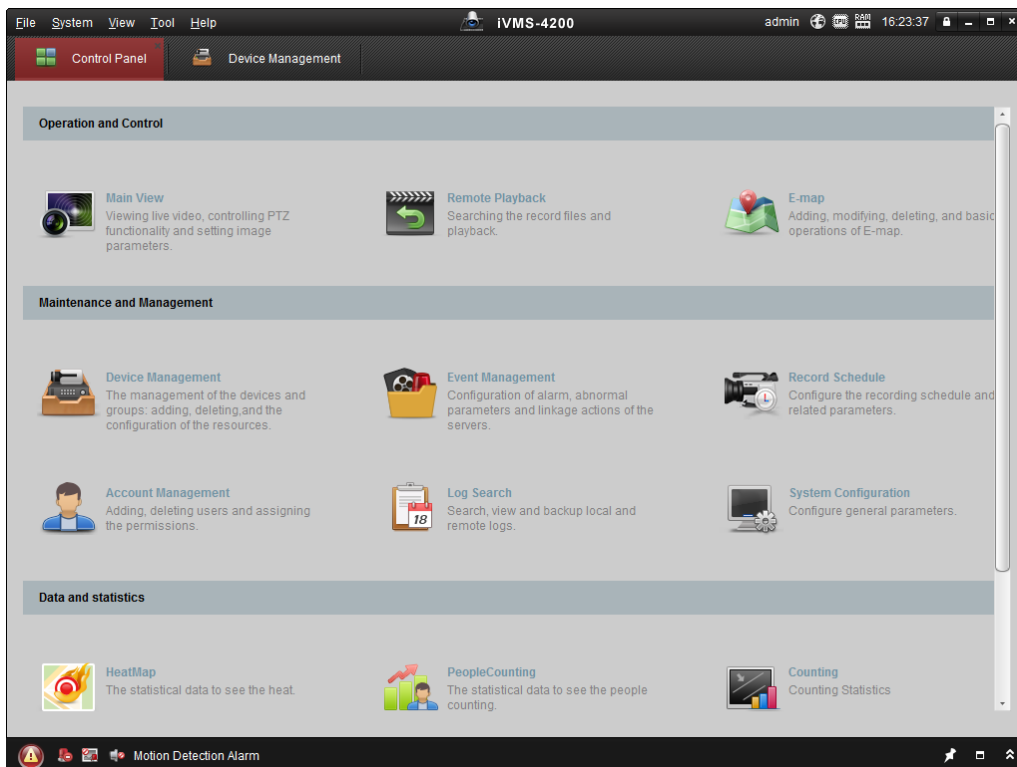 File System View Tool Help iVMS-4200 admin CPU RAM 16:23:37
Control Panel Device Management
Operation and Control
Main View
Viewing live video, controlling PTZ
functionality and setting image
parameters.
Remote Playback
Searching the record files and
playback.
E-map
Adding, modifying, deleting, and basic
operations of E-map.
Maintenance and Management
Device Management
The management of the devices and
groups: adding, deleting,and the
configuration of the resources.
Event Management
Configuration of alarm, abnormal
parameters and linkage actions of the
servers.
Record Schedule
Configure the recording schedule and
related parameters.
Account Management
Adding, deleting users and assigning
the permissions.
18
Log Search
Search, view and backup local and
remote logs.
System Configuration
Configure general parameters.
Data and statistics
HeatMap
The statistical data to see the heat.
PeopleCounting
The statistical data to see the people
counting.
Counting
Counting Statistics
Motion Detection Alarm